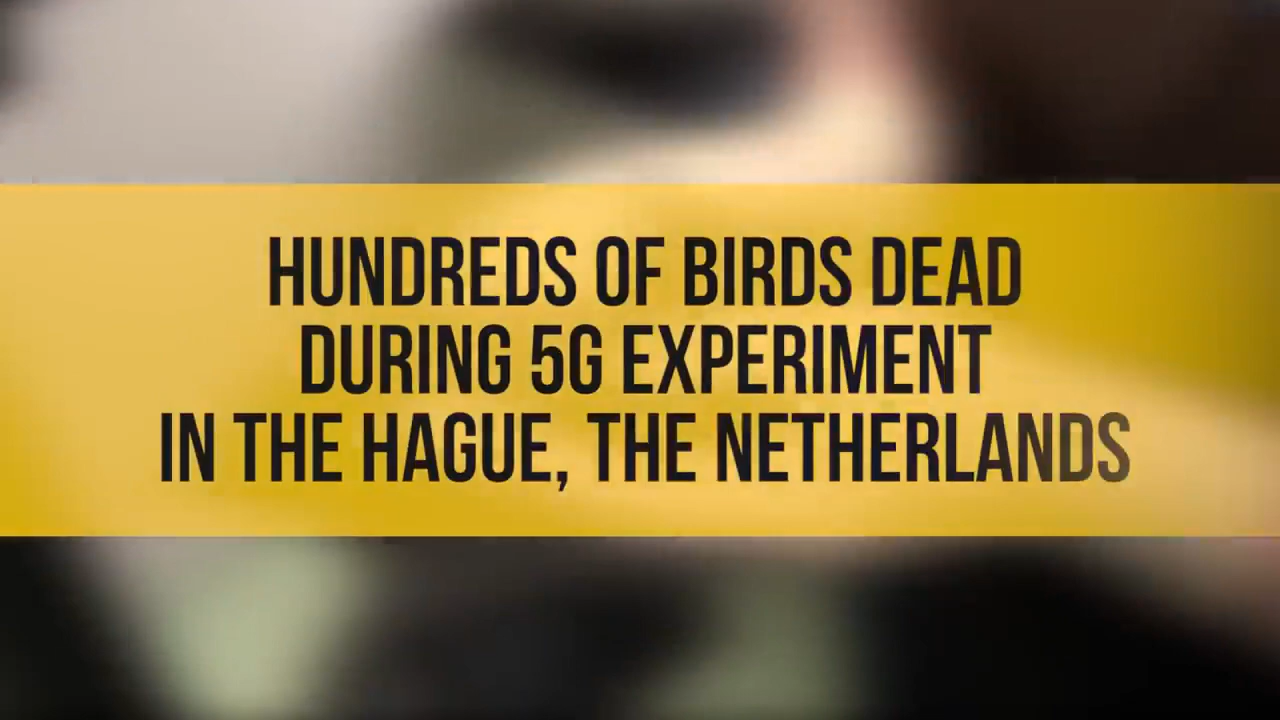 HUNDREDS OF BIRDS DEAD
DURING 5G EXPERIMENT
IN THE HAGUE, THE NETHERLANDS